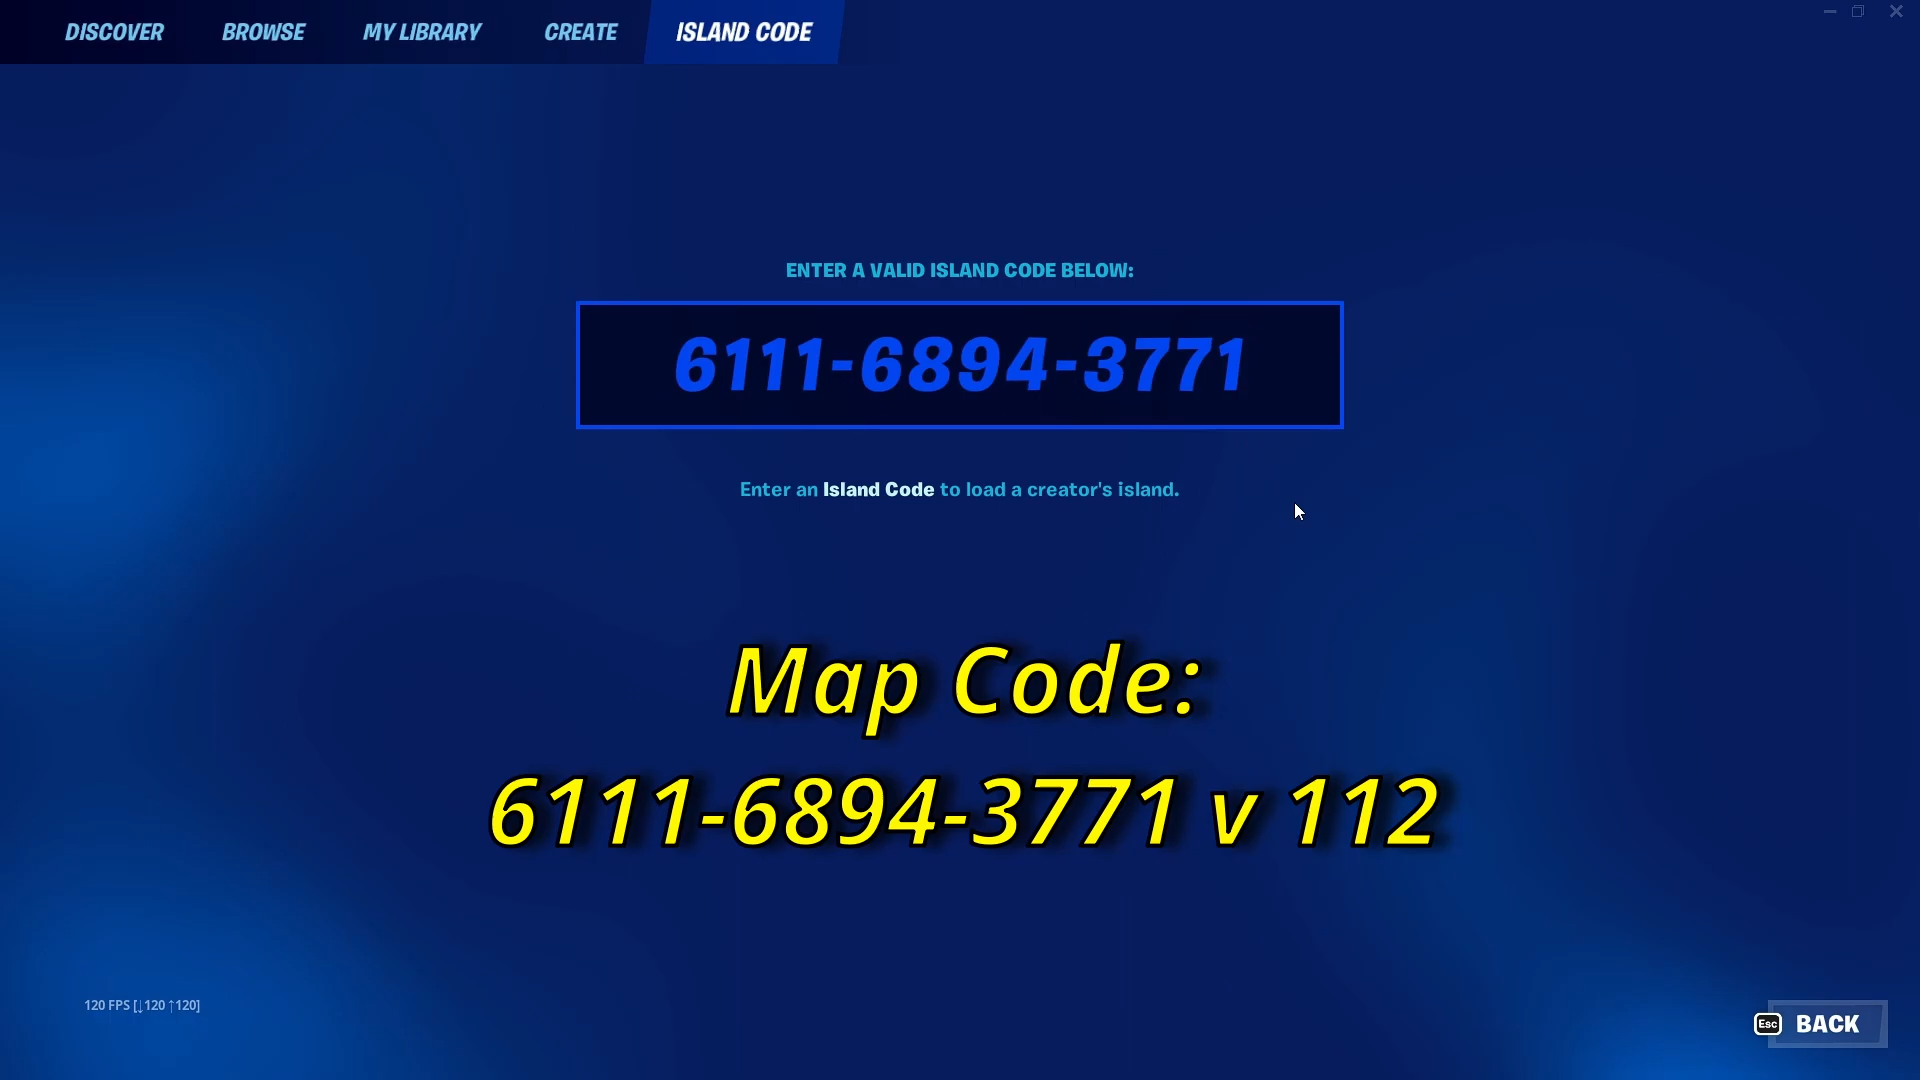 DISCOVER BROWSE MY LIBRARY CREATE ISLAND CODE
ENTER A VALID ISLAND CODE BELOW:
6111-6894-3771
Enter an Island Code to load a creator's island.
Map Code:
6111-6894-3771 v 112
120 FPS [↓120 ↑120]
Esc BACK